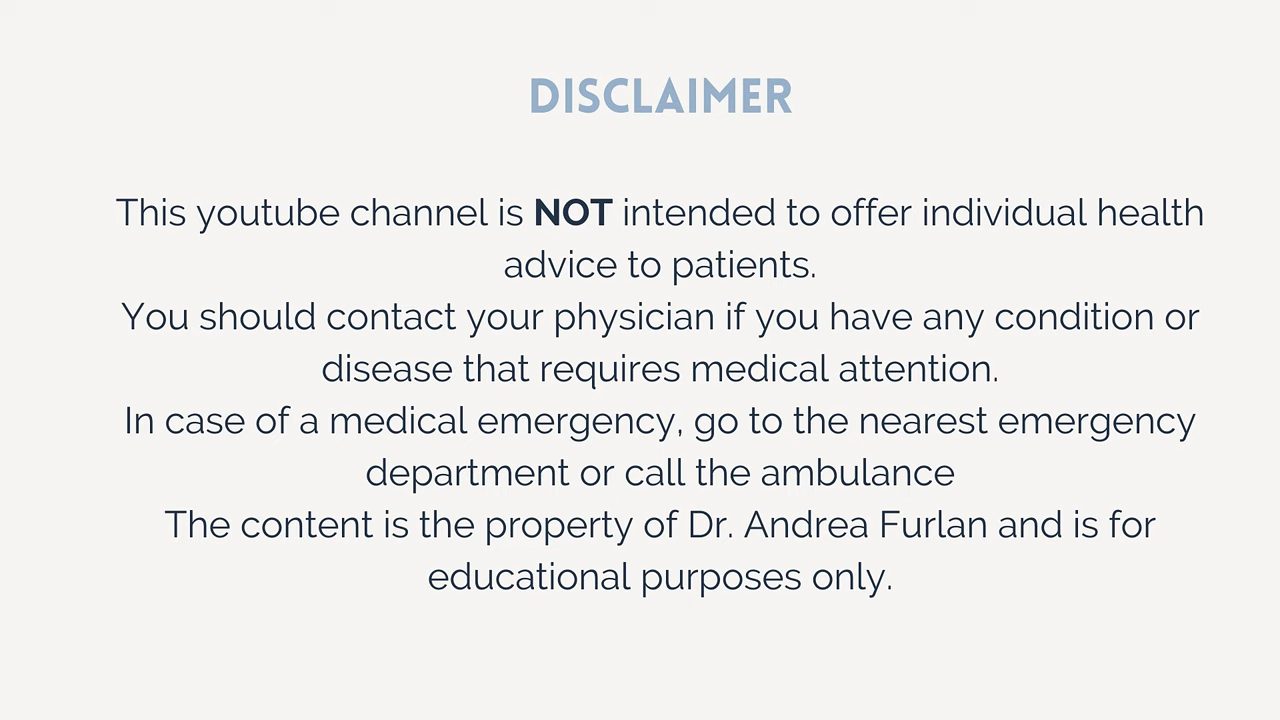 DISCLAIMER
This youtube channel is NOT intended to offer individual health
advice to patients.
You should contact your physician if you have any condition or
disease that requires medical attention.
In case of a medical emergency, go to the nearest emergency
department or call the ambulance
The content is the property of Dr. Andrea Furlan and is for
educational purposes only.